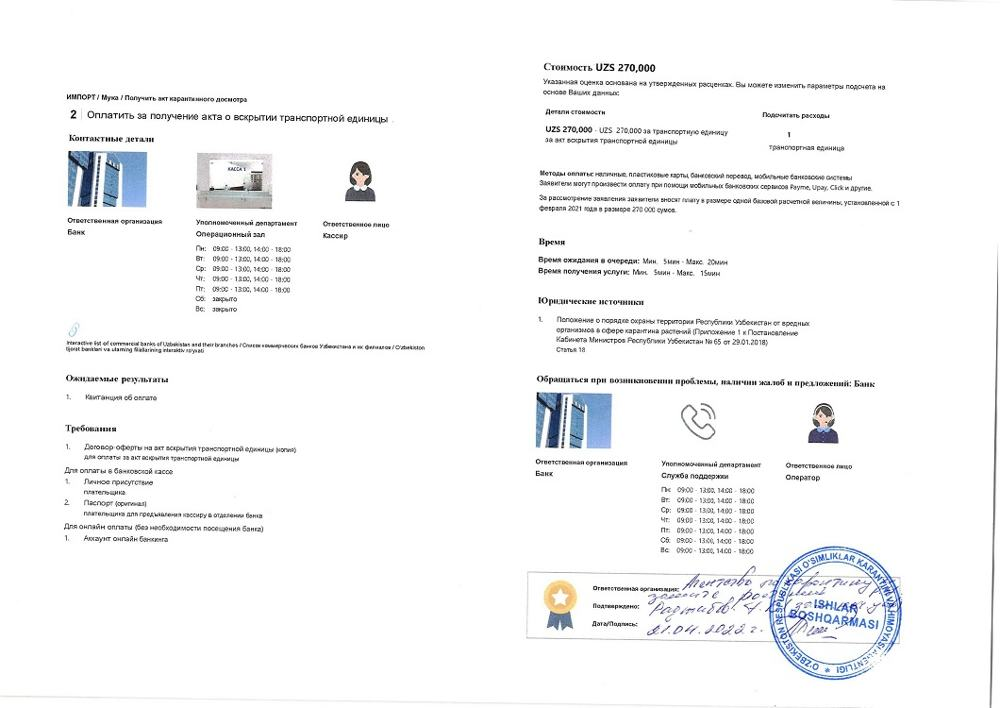 ИМПОРТ / Мука / Получить акт карантинного досмотра
2 Оплатить за получение акта о вскрытии транспортной единицы
Контактные детали
КАССА 1
Ответственная организация
Банк
Уполномоченный департамент
Операционный зал
Пн: 09:00 - 13:00, 14:00 - 18:00
Вт: 09:00 - 13:00, 14:00 - 18:00
Ср: 09:00 - 13:00, 14:00 - 18:00
Чт: 09:00 - 13:00, 14:00 - 18:00
Пт: 09:00 - 13:00, 14:00 - 18:00
Сб: закрыто
Вс: закрыто
Ответственное лицо
Кассир
Interactive list of commercial banks of Uzbekistan and their branches / Список коммерческих банков Узбекистана и их филиалов / O'zbekiston
tijorat banklari va ularning filiallarining interaktiv ro'yxati
Ожидаемые результаты
1. Квитанция об оплате
Требования
1. Договор-оферты на акт вскрытия транспортной единицы (копия)
для оплаты за акт вскрытия транспортной единицы
Для оплаты в банковской кассе
1. Личное присутствие
плательщика
2. Паспорт (оригинал)
плательщика для предъявления кассиру в отделении банка
Для онлайн оплаты (без необходимости посещения банка)
1. Аккаунт онлайн банкинга
Стоимость UZS 270,000
Указанная оценка основана на утвержденных расценках. Вы можете изменить параметры подсчета на
основе Ваших данных:
Детали стоимости
Подсчитать расходы
UZS 270,000 - UZS 270,000 за транспортную единицу
за акт вскрытия транспортной единицы
1
транспортная единица
Методы оплаты: наличные, пластиковые карты, банковский перевод, мобильные банковские системы
Заявители могут произвести оплату при помощи мобильных банковских сервисов Payme, Upay, Click и другие.
За рассмотрение заявления заявители вносят плату в размере одной базовой расчетной величины, установленной с 1
февраля 2021 года в размере 270 000 сумов.
Время
Время ожидания в очереди: Мин. 5мин - Макс. 20мин
Время получения услуги: Мин. 5мин - Макс. 15мин
Юридические источники
1. Положение о порядке охраны территории Республики Узбекистан от вредных
организмов в сфере карантина растений (Приложение 1 к Постановление
Кабинета Министров Республики Узбекистан № 65 от 29.01.2018)
Статья 18
Обращаться при возникновении проблемы, наличии жалоб и предложений: Банк
Ответственная организация
Банк
Уполномоченный департамент
Служба поддержки
Пн: 09:00 - 13:00, 14:00 - 18:00
Вт: 09:00 - 13:00, 14:00 - 18:00
Ср: 09:00 - 13:00, 14:00 - 18:00
Чт: 09:00 - 13:00, 14:00 - 18:00
Пт: 09:00 - 13:00, 14:00 - 18:00
Сб: 09:00 - 13:00, 14:00 - 18:00
Вс: 09:00 - 13:00, 14:00 - 18:00
Ответственное лицо
Оператор
Ответственная организация: Агентство по карантину и
защите растений
Подтверждено:
Дата/Подпись: 21.04.2022 г.
O'ZBEKISTON RESPUBLIKASI O'SIMLIKLAR KARANTINI VA HIMOYASI AGENTLIGI
ISHLAR
BOSHQARMASI